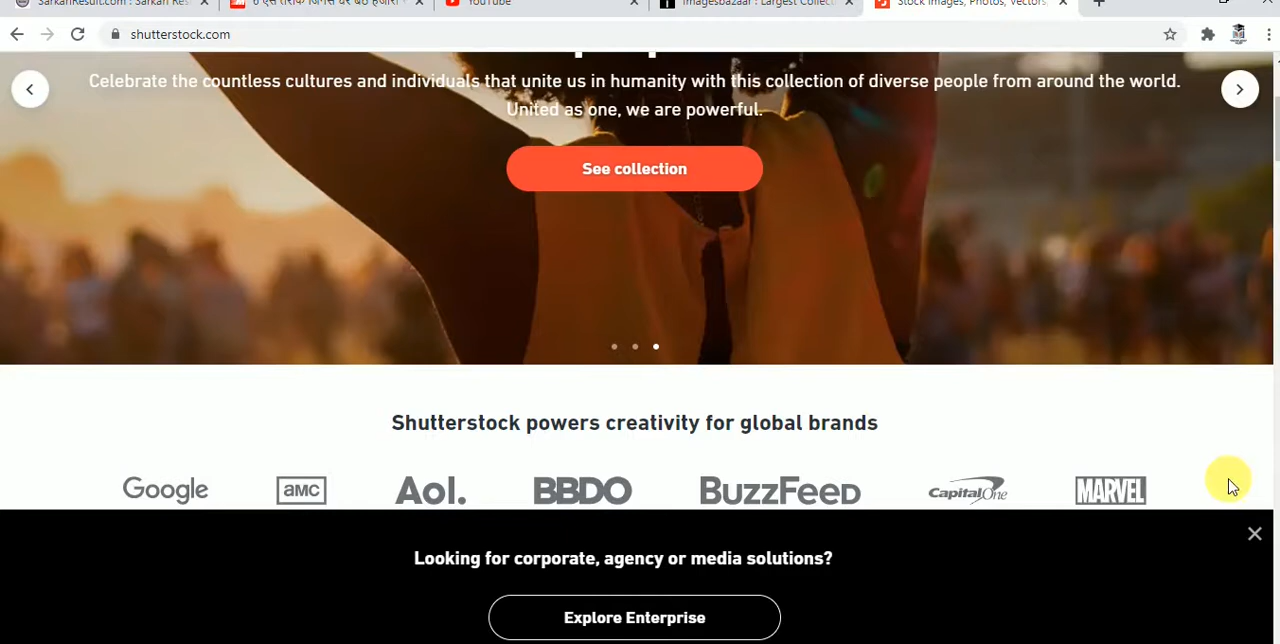 SarkariResult.com : Sarkari Res
YouTube
Imagesbazaar : Largest Collecti
Stock Images, Photos, Vectors,
shutterstock.com
Celebrate the countless cultures and individuals that unite us in humanity with this collection of diverse people from around the world.
United as one, we are powerful.
See collection
Shutterstock powers creativity for global brands
Google
aMC
Aol.
BBDO
BuzzFeed
CapitalOne
MARVEL
Looking for corporate, agency or media solutions?
Explore Enterprise